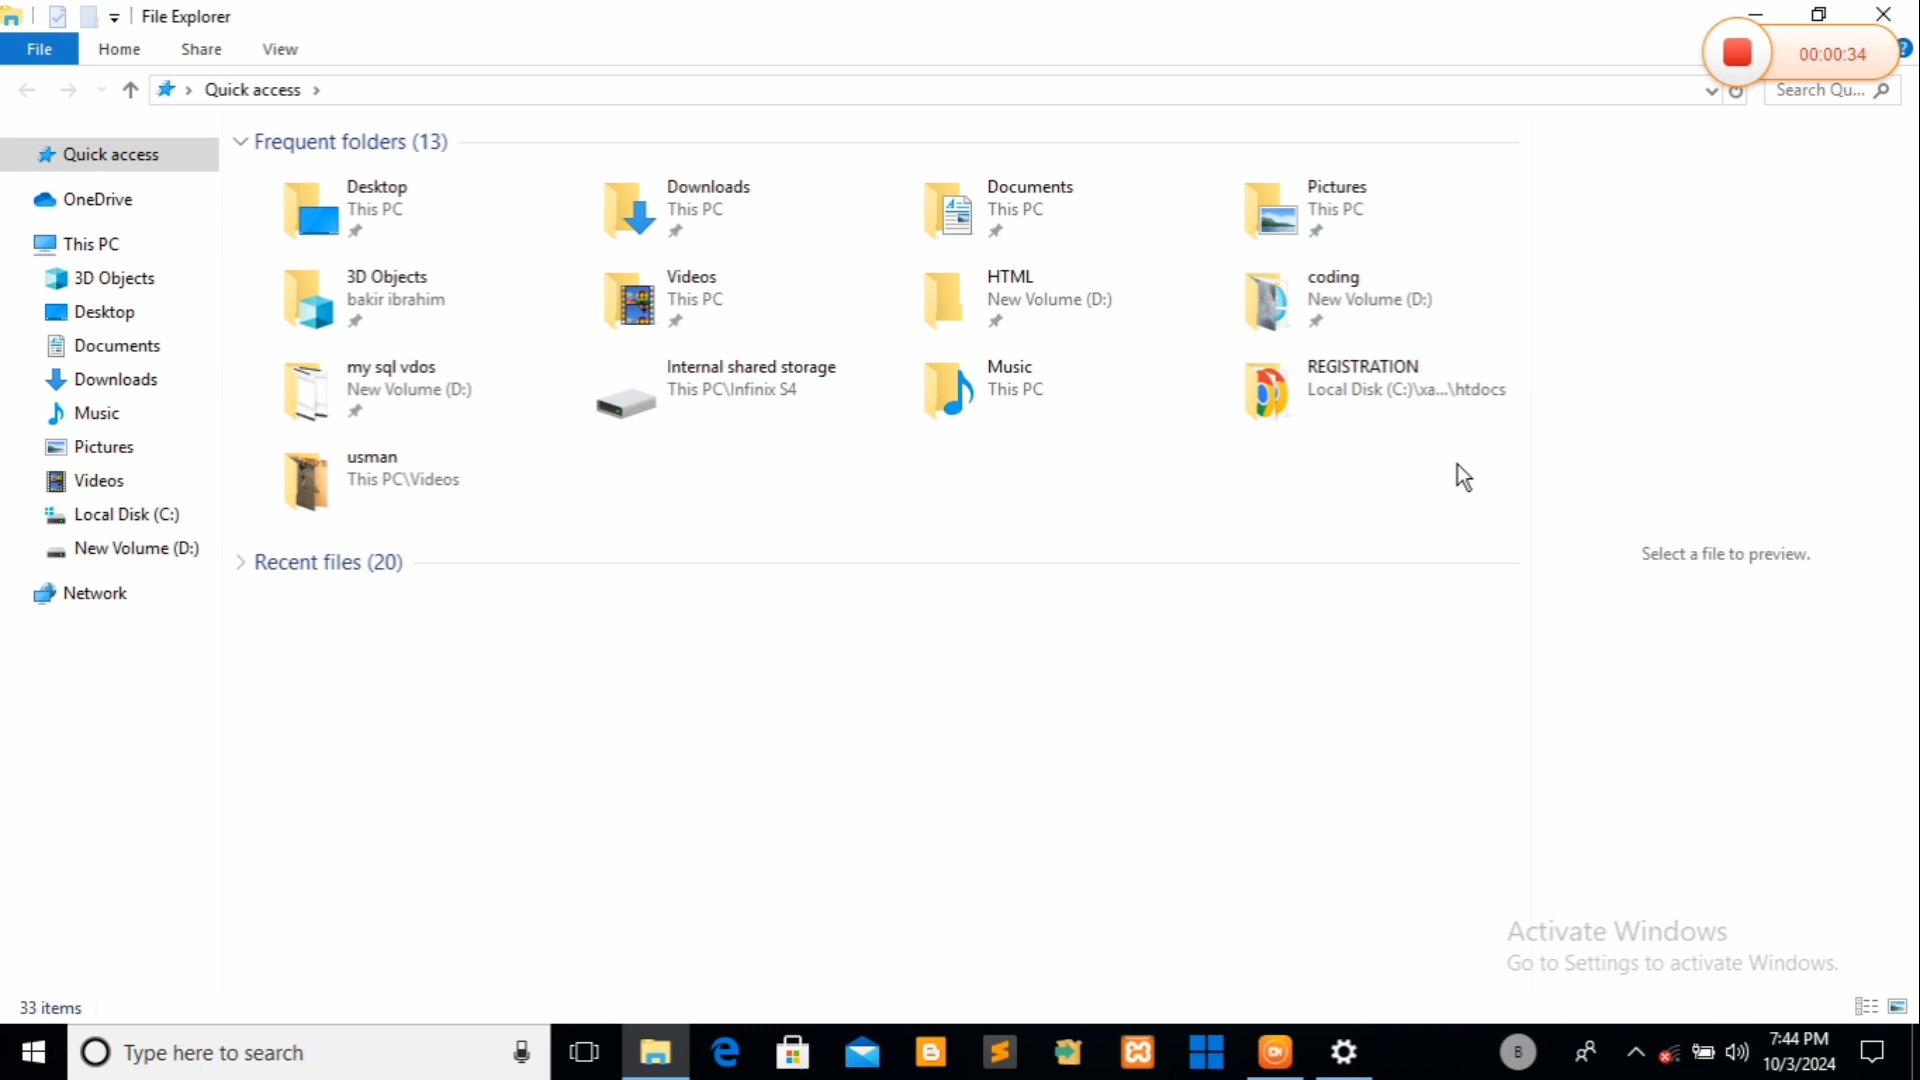 File Explorer
File Home Share View
00:00:34
Quick access
Search Qu...
Quick access
OneDrive
This PC
3D Objects
Desktop
Documents
Downloads
Music
Pictures
Videos
Local Disk (C:)
New Volume (D:)
Network
Frequent folders (13)
Desktop
This PC
Downloads
This PC
Documents
This PC
Pictures
This PC
3D Objects
bakir ibrahim
Videos
This PC
HTML
New Volume (D:)
coding
New Volume (D:)
my sql vdos
New Volume (D:)
Internal shared storage
This PC\Infinix S4
Music
This PC
REGISTRATION
Local Disk (C:)\xa...\htdocs
usman
This PC\Videos
Recent files (20)
Select a file to preview.
Activate Windows
Go to Settings to activate Windows.
33 items
Type here to search
B
7:44 PM
10/3/2024